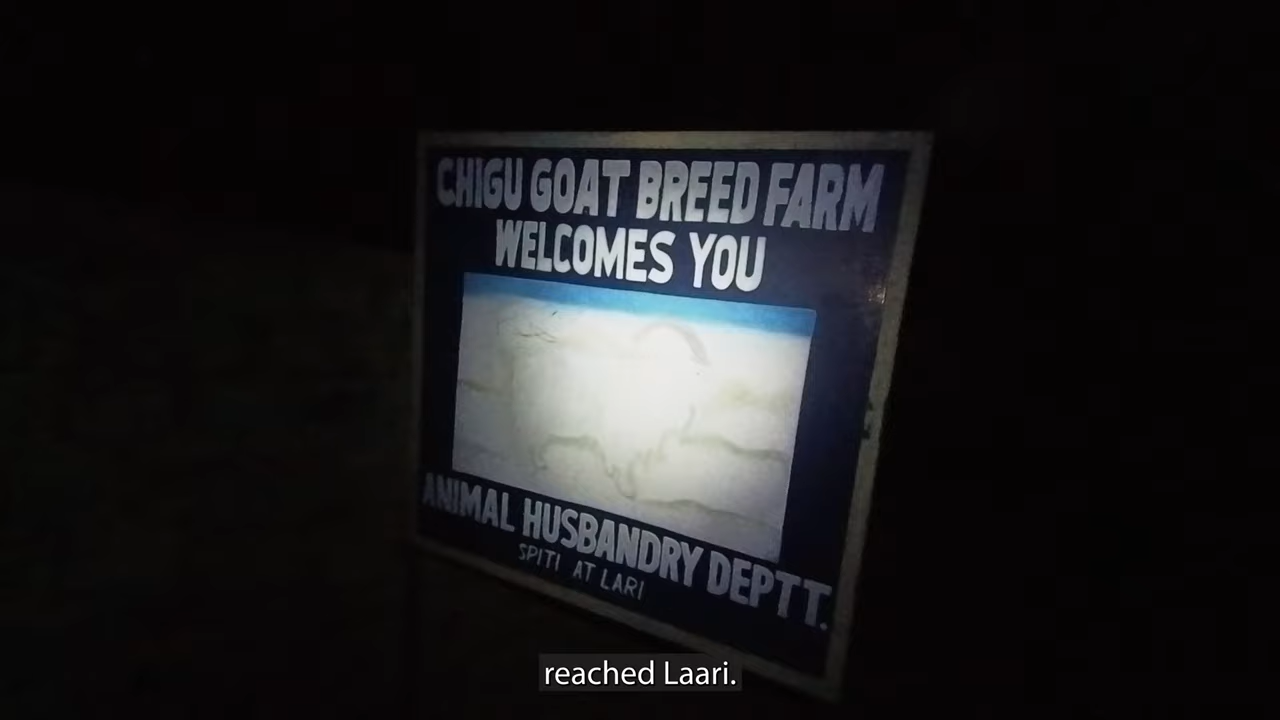 CHIGU GOAT BREED FARM
WELCOMES YOU
ANIMAL HUSBANDRY DEPTT.
SPITI AT LARI
reached Laari.